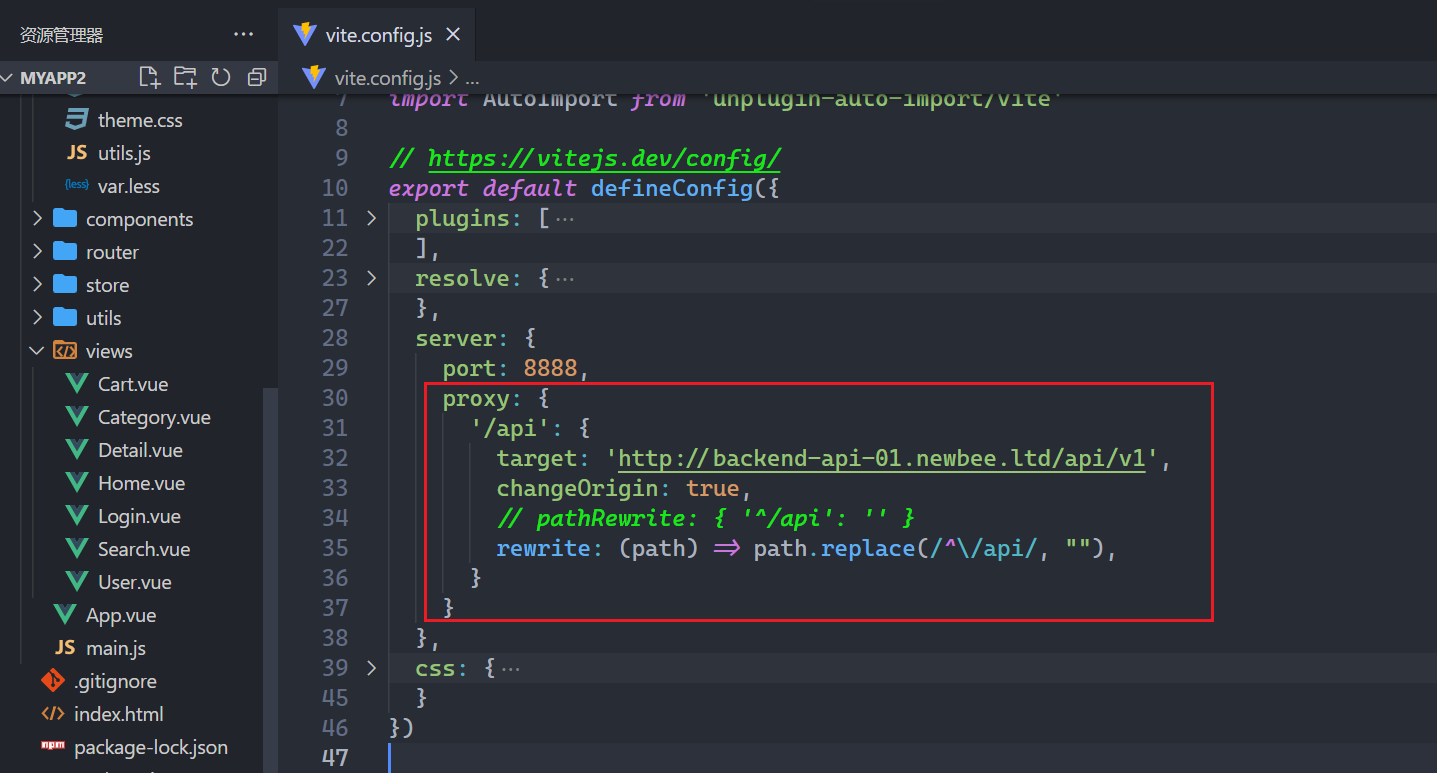 资源管理器 ···
MYAPP2
theme.css
JS utils.js
{less} var.less
components
router
store
utils
views
Cart.vue
Category.vue
Detail.vue
Home.vue
Login.vue
Search.vue
User.vue
App.vue
JS main.js
.gitignore
index.html
npm package-lock.json
vite.config.js
vite.config.js > ...
7 import AutoImport from 'unplugin-auto-import/vite'
8
9 // https://vitejs.dev/config/
10 export default defineConfig({
11 plugins: [ ···
22 ],
23 resolve: { ···
27 },
28 server: {
29 port: 8888,
30 proxy: {
31 '/api': {
32 target: 'http://backend-api-01.newbee.ltd/api/v1',
33 changeOrigin: true,
34 // pathRewrite: { '^/api': '' }
35 rewrite: (path) => path.replace(/^\/api/, ""),
36 }
37 }
38 },
39 css: { ···
45 }
46 })
47